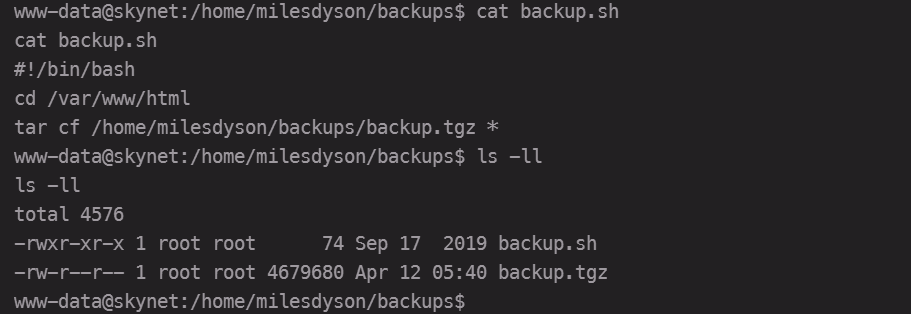 www-data@skynet:/home/milesdyson/backups$ cat backup.sh
cat backup.sh
#!/bin/bash
cd /var/www/html
tar cf /home/milesdyson/backups/backup.tgz *
www-data@skynet:/home/milesdyson/backups$ ls -ll
ls -ll
total 4576
-rwxr-xr-x 1 root root      74 Sep 17  2019 backup.sh
-rw-r--r-- 1 root root 4679680 Apr 12 05:40 backup.tgz
www-data@skynet:/home/milesdyson/backups$